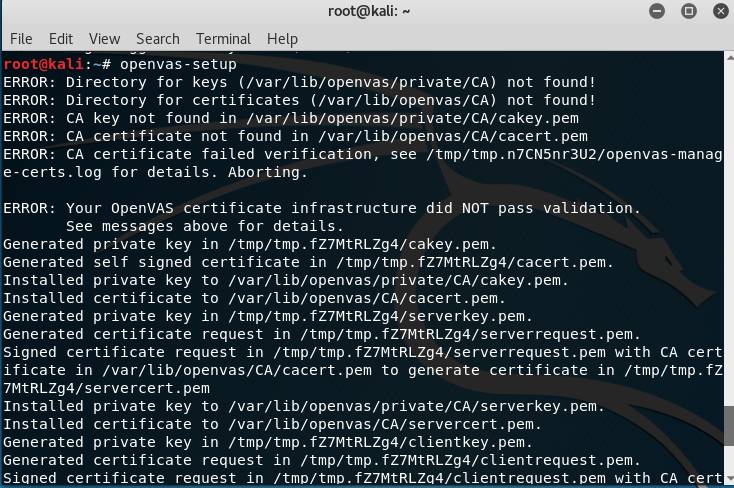 root@kali: ~
File Edit View Search Terminal Help
root@kali:~# openvas-setup
ERROR: Directory for keys (/var/lib/openvas/private/CA) not found!
ERROR: Directory for certificates (/var/lib/openvas/CA) not found!
ERROR: CA key not found in /var/lib/openvas/private/CA/cakey.pem
ERROR: CA certificate not found in /var/lib/openvas/CA/cacert.pem
ERROR: CA certificate failed verification, see /tmp/tmp.n7CN5nr3U2/openvas-manag
e-certs.log for details. Aborting.
ERROR: Your OpenVAS certificate infrastructure did NOT pass validation.
See messages above for details.
Generated private key in /tmp/tmp.fZ7MtRLZg4/cakey.pem.
Generated self signed certificate in /tmp/tmp.fZ7MtRLZg4/cacert.pem.
Installed private key to /var/lib/openvas/private/CA/cakey.pem.
Installed certificate to /var/lib/openvas/CA/cacert.pem.
Generated private key in /tmp/tmp.fZ7MtRLZg4/serverkey.pem.
Generated certificate request in /tmp/tmp.fZ7MtRLZg4/serverrequest.pem.
Signed certificate request in /tmp/tmp.fZ7MtRLZg4/serverrequest.pem with CA cert
ificate in /var/lib/openvas/CA/cacert.pem to generate certificate in /tmp/tmp.fZ
7MtRLZg4/servercert.pem
Installed private key to /var/lib/openvas/private/CA/serverkey.pem.
Installed certificate to /var/lib/openvas/CA/servercert.pem.
Generated private key in /tmp/tmp.fZ7MtRLZg4/clientkey.pem.
Generated certificate request in /tmp/tmp.fZ7MtRLZg4/clientrequest.pem.
Signed certificate request in /tmp/tmp.fZ7MtRLZg4/clientrequest.pem with CA cert